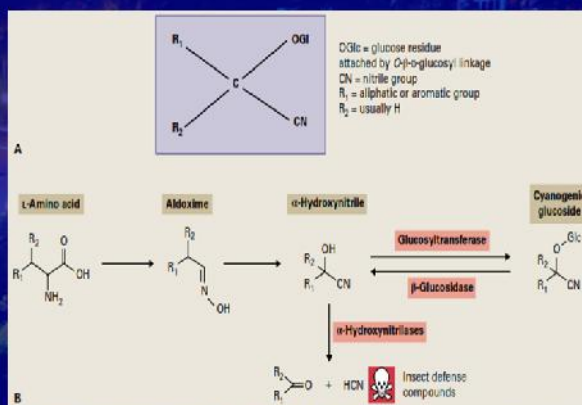 R₁
OGl
C
R₂
CN
OGlc = glucose residue
attached by O-β-D-glucosyl linkage
CN = nitrile group
R₁ = aliphatic or aromatic group
R₂ = usually H
A
L-Amino acid
Aldoxime
α-Hydroxynitrile
Cyanogenic
glucoside
R₂
O
R₁
OH
NH₂
R₂
R₁
N
OH
OH
R₂
R₁
CN
Glucosyltransferase
β-Glucosidase
O
Glc
R₂
R₁
CN
α-Hydroxynitrilases
R₂
R₁
O + HCN
Insect defense
compounds
B